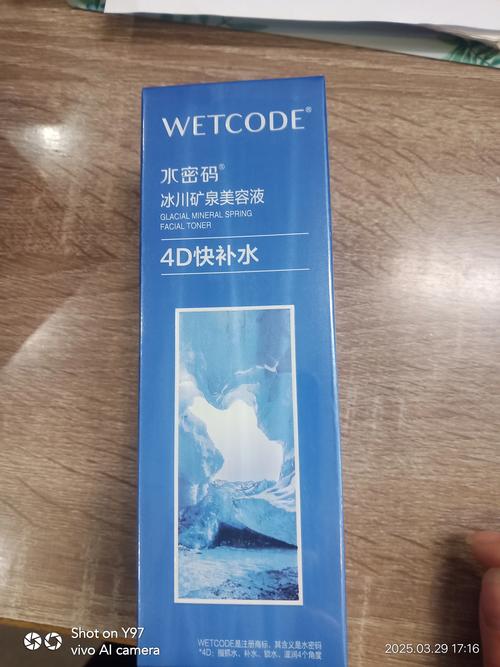 WETCODE®
水密码®
冰川矿泉美容液
GLACIAL MINERAL SPRING
FACIAL TONER
4D快补水
WETCODE是注册商标，其含义是水密码
*4D：指抓水、补水、锁水、滋润4个角度
Shot on Y97
vivo AI camera
2025.03.29 17:16